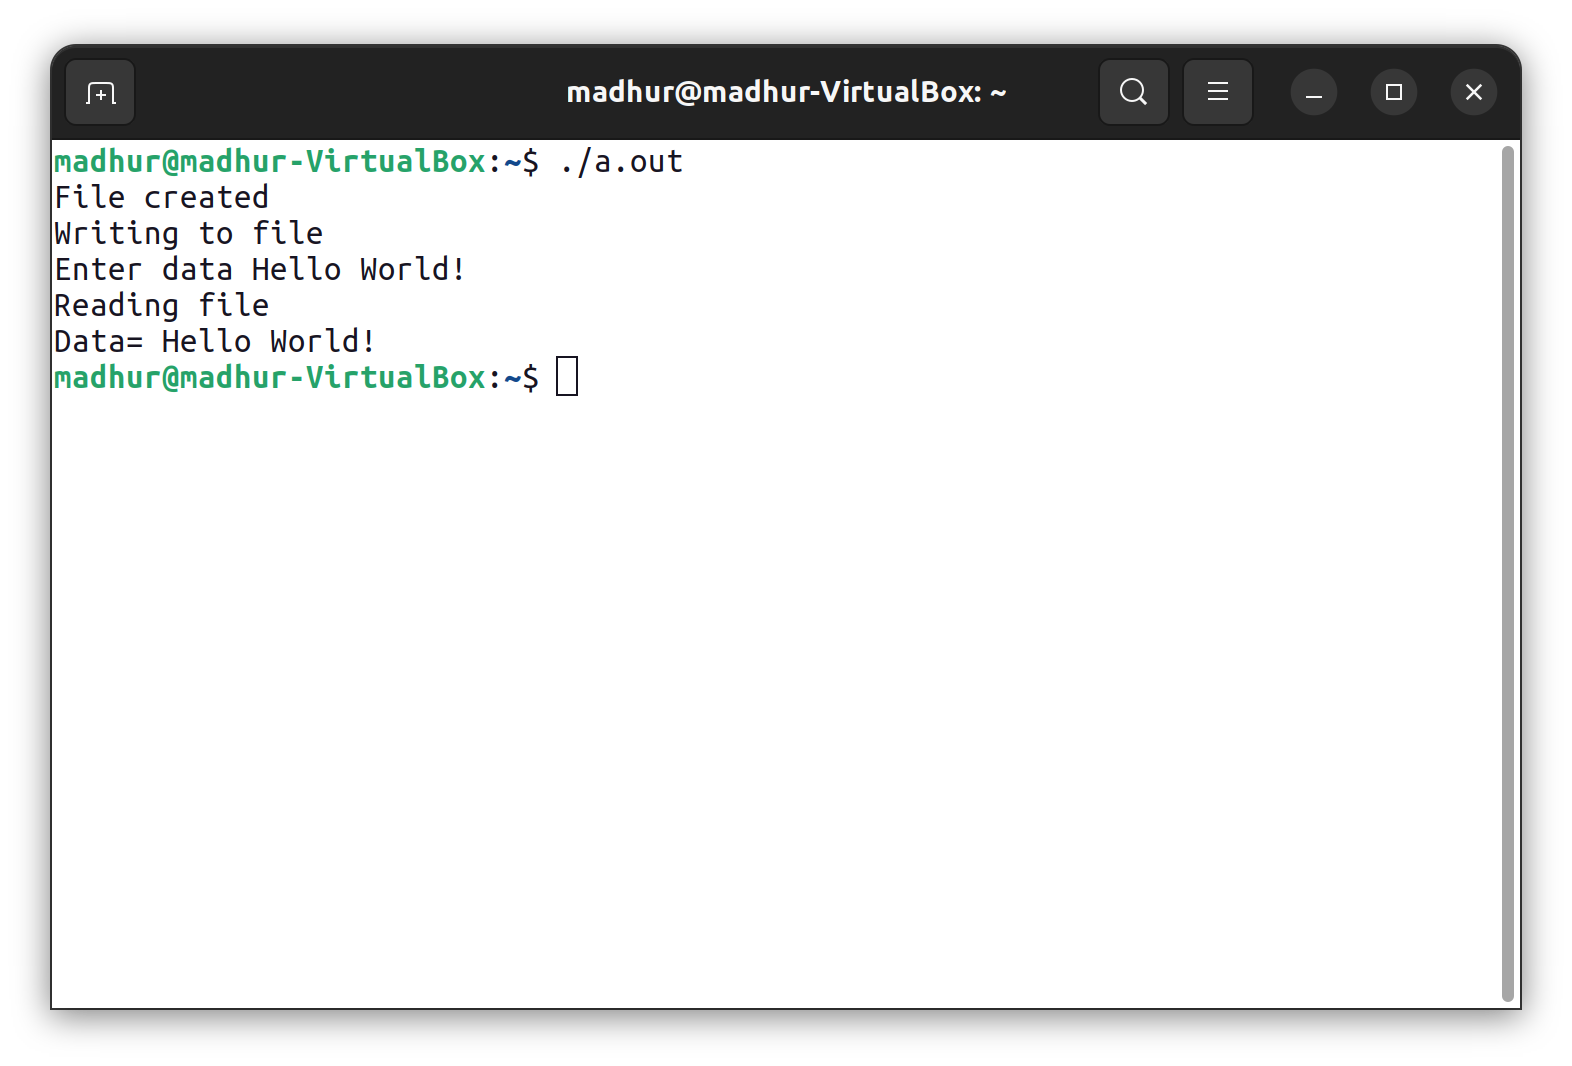 madhur@madhur-VirtualBox: ~
madhur@madhur-VirtualBox:~$ ./a.out
File created
Writing to file
Enter data Hello World!
Reading file
Data= Hello World!
madhur@madhur-VirtualBox:~$